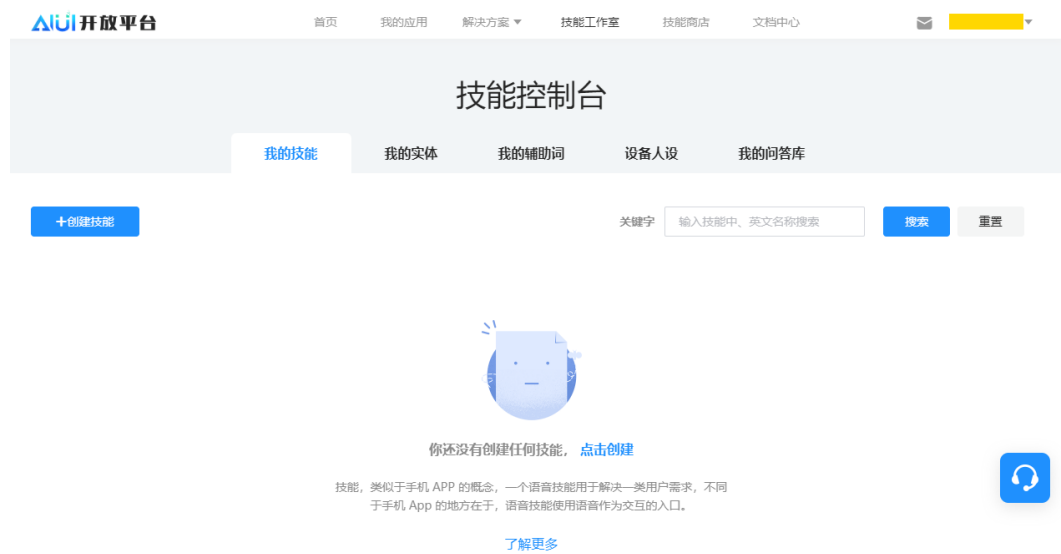 AIUI开放平台 首页 我的应用 解决方案 技能工作室 技能商店 文档中心
技能控制台
我的技能 我的实体 我的辅助词 设备人设 我的问答库
+创建技能 关键字 输入技能中、英文名称搜索 搜索 重置
你还没有创建任何技能，点击创建
技能，类似于手机 APP 的概念，一个语音技能用于解决一类用户需求，不同
于手机 App 的地方在于，语音技能使用语音作为交互的入口。
了解更多